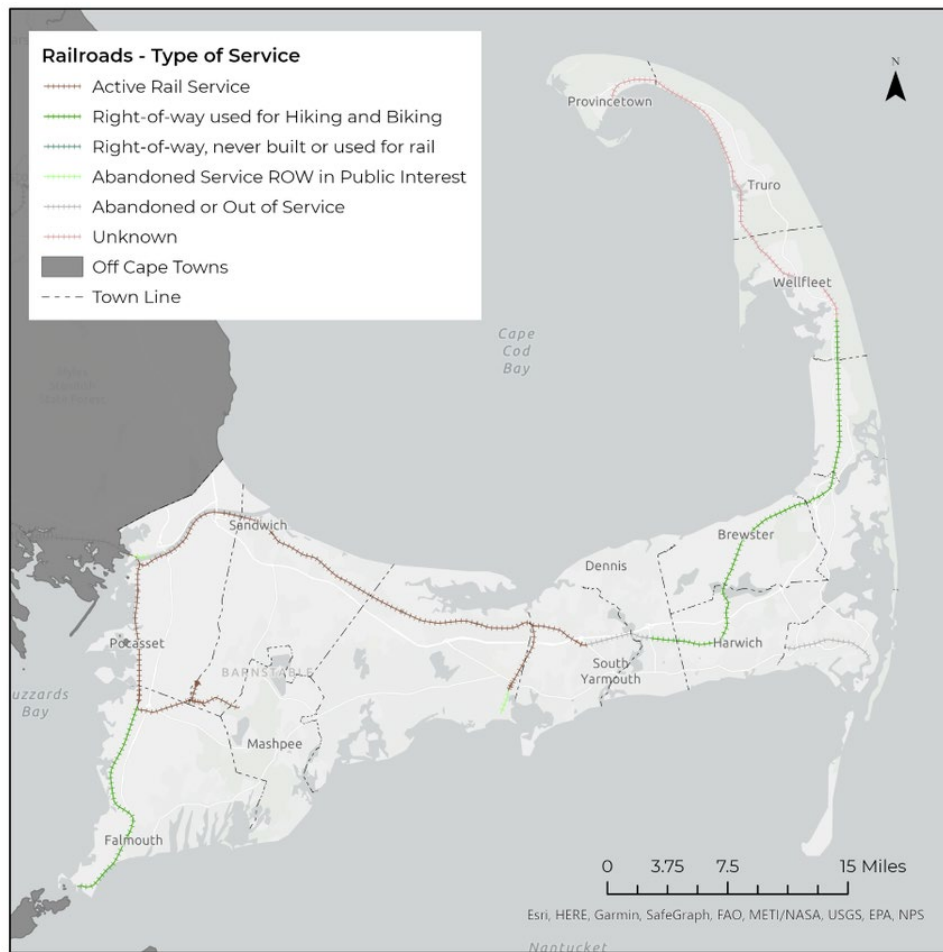 Railroads - Type of Service
Active Rail Service
Right-of-way used for Hiking and Biking
Right-of-way, never built or used for rail
Abandoned Service ROW in Public Interest
Abandoned or Out of Service
Unknown
Off Cape Towns
Town Line
N
Provincetown
Truro
Wellfleet
Cape
Cod
Bay
Sandwich
Brewster
Dennis
Pocasset
Harwich
BARNSTABLE
South
Yarmouth
uzzards
Bay
Mashpee
Falmouth
0 3.75 7.5 15 Miles
Esri, HERE, Garmin, SafeGraph, FAO, METI/NASA, USGS, EPA, NPS
Nantucket